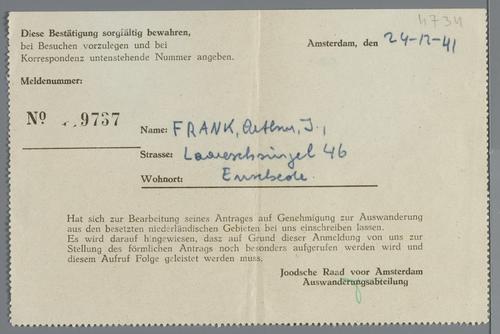 4734
Diese Bestätigung sorgfältig bewahren,
bei Besuchen vorzulegen und bei
Korrespondenz untenstehende Nummer angeben.
Amsterdam, den 24-12-41
Meldenummer:
Nº 9737
Name: FRANK, J.,
Strasse: 46
Wohnort: Enschede.
Hat sich zur Bearbeitung seines Antrages auf Genehmigung zur Auswanderung
aus den besetzten niederländischen Gebieten bei uns einschreiben lassen.
Es wird darauf hingewiesen, dasz auf Grund dieser Anmeldung von uns zur
Stellung des förmlichen Antrags noch besonders aufgerufen werden wird und
diesem Aufruf Folge geleistet werden muss.
Joodsche Raad voor Amsterdam
Auswanderungsabteilung